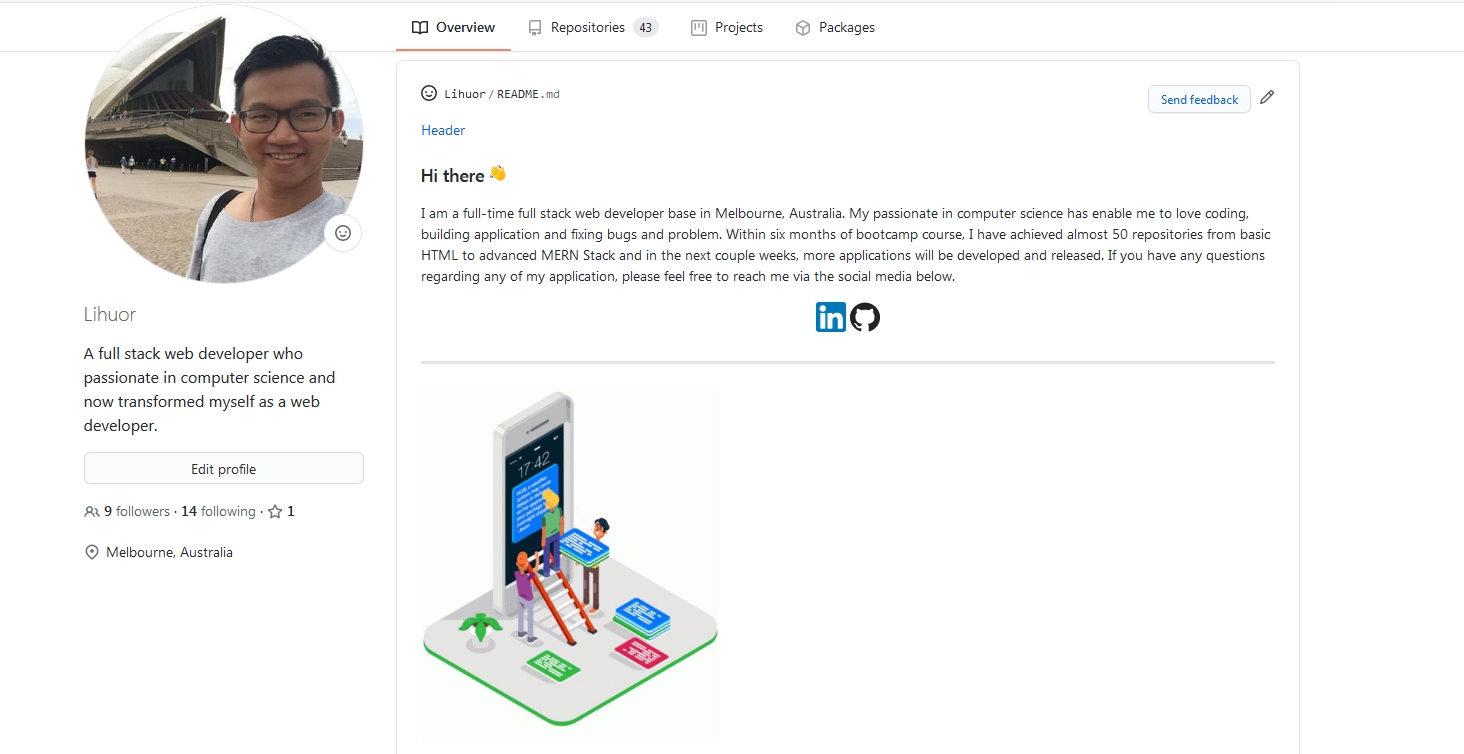 Overview
Repositories 43
Projects
Packages
Lihuor / README.md
Send feedback
Header
Hi there 👋
I am a full-time full stack web developer base in Melbourne, Australia. My passionate in computer science has enable me to love coding,
building application and fixing bugs and problem. Within six months of bootcamp course, I have achieved almost 50 repositories from basic
HTML to advanced MERN Stack and in the next couple weeks, more applications will be developed and released. If you have any questions
regarding any of my application, please feel free to reach me via the social media below.
in
Lihuor
A full stack web developer who
passionate in computer science and
now transformed myself as a web
developer.
Edit profile
9 followers · 14 following · 1
Melbourne, Australia
17:42